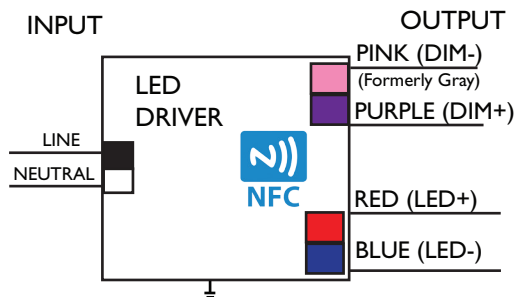 INPUT
OUTPUT
PINK (DIM-)
(Formerly Gray)
PURPLE (DIM+)
LED
DRIVER
LINE
NEUTRAL
NFC
RED (LED+)
BLUE (LED-)